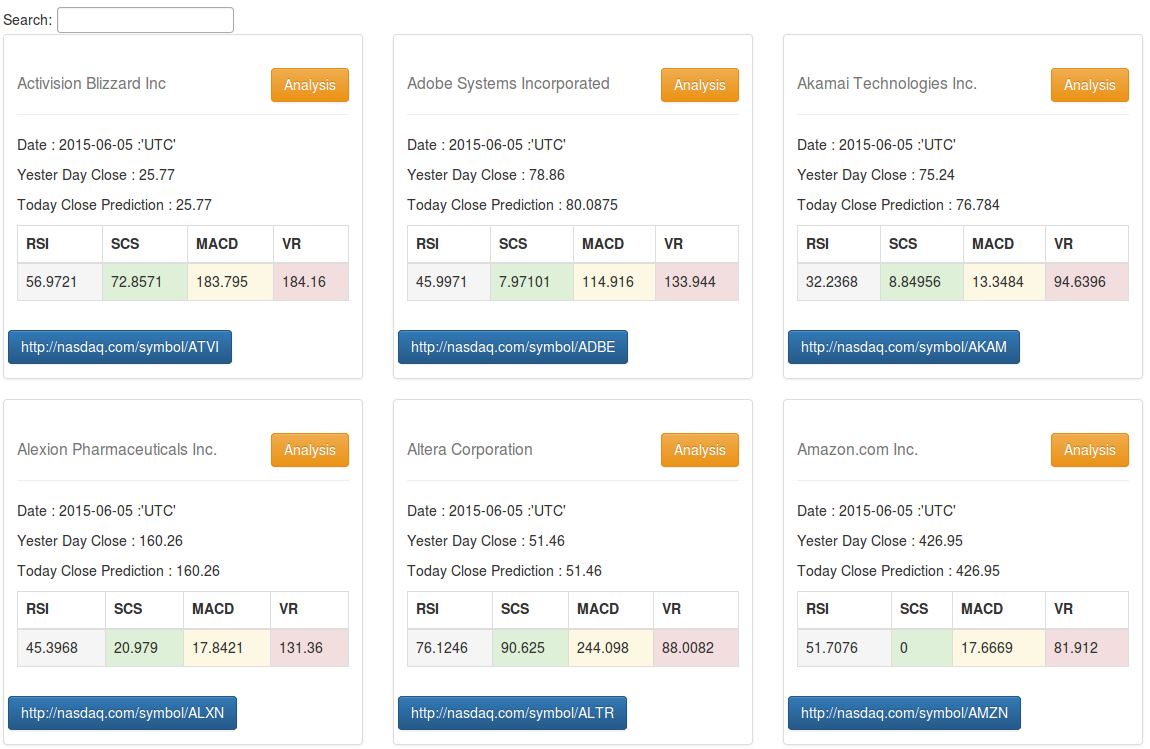 Search:
Activision Blizzard Inc
Analysis
Date : 2015-06-05 :'UTC'
Yester Day Close : 25.77
Today Close Prediction : 25.77
RSI SCS MACD VR
56.9721 72.8571 183.795 184.16
http://nasdaq.com/symbol/ATVI
Adobe Systems Incorporated
Analysis
Date : 2015-06-05 :'UTC'
Yester Day Close : 78.86
Today Close Prediction : 80.0875
RSI SCS MACD VR
45.9971 7.97101 114.916 133.944
http://nasdaq.com/symbol/ADBE
Akamai Technologies Inc.
Analysis
Date : 2015-06-05 :'UTC'
Yester Day Close : 75.24
Today Close Prediction : 76.784
RSI SCS MACD VR
32.2368 8.84956 13.3484 94.6396
http://nasdaq.com/symbol/AKAM
Alexion Pharmaceuticals Inc.
Analysis
Date : 2015-06-05 :'UTC'
Yester Day Close : 160.26
Today Close Prediction : 160.26
RSI SCS MACD VR
45.3968 20.979 17.8421 131.36
http://nasdaq.com/symbol/ALXN
Altera Corporation
Analysis
Date : 2015-06-05 :'UTC'
Yester Day Close : 51.46
Today Close Prediction : 51.46
RSI SCS MACD VR
76.1246 90.625 244.098 88.0082
http://nasdaq.com/symbol/ALTR
Amazon.com Inc.
Analysis
Date : 2015-06-05 :'UTC'
Yester Day Close : 426.95
Today Close Prediction : 426.95
RSI SCS MACD VR
51.7076 0 17.6669 81.912
http://nasdaq.com/symbol/AMZN